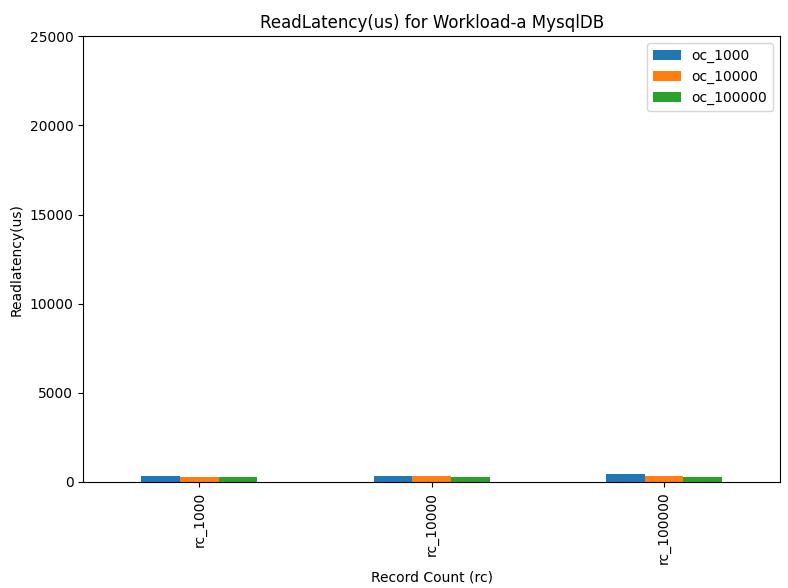 ReadLatency(us) for Workload-a MysqlDB
oc_1000
oc_10000
oc_100000
Readlatency(us)
25000
20000
15000
10000
5000
0
rc_1000
rc_10000
rc_100000
Record Count (rc)